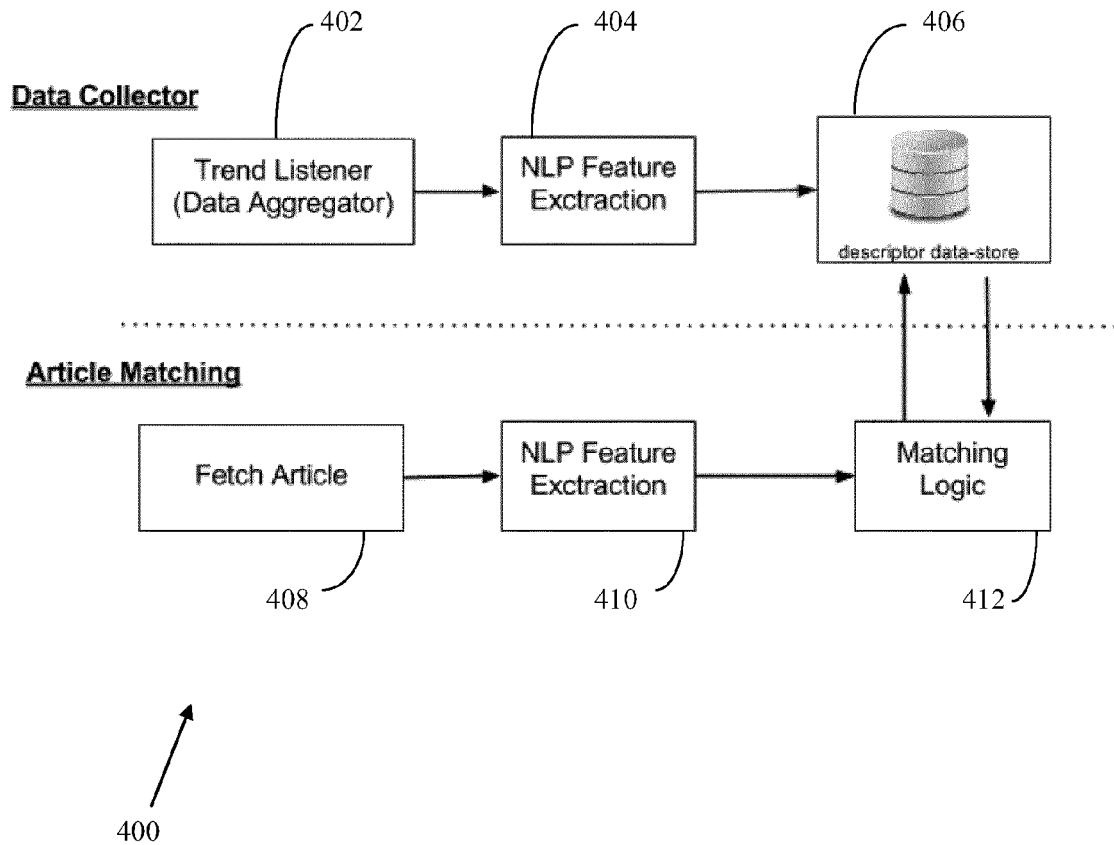 402
404
406
Data Collector
Trend Listener
(Data Aggregator)
NLP Feature
Exctraction
descriptor data-store
Article Matching
Fetch Article
NLP Feature
Exctraction
Matching
Logic
408
410
412
400